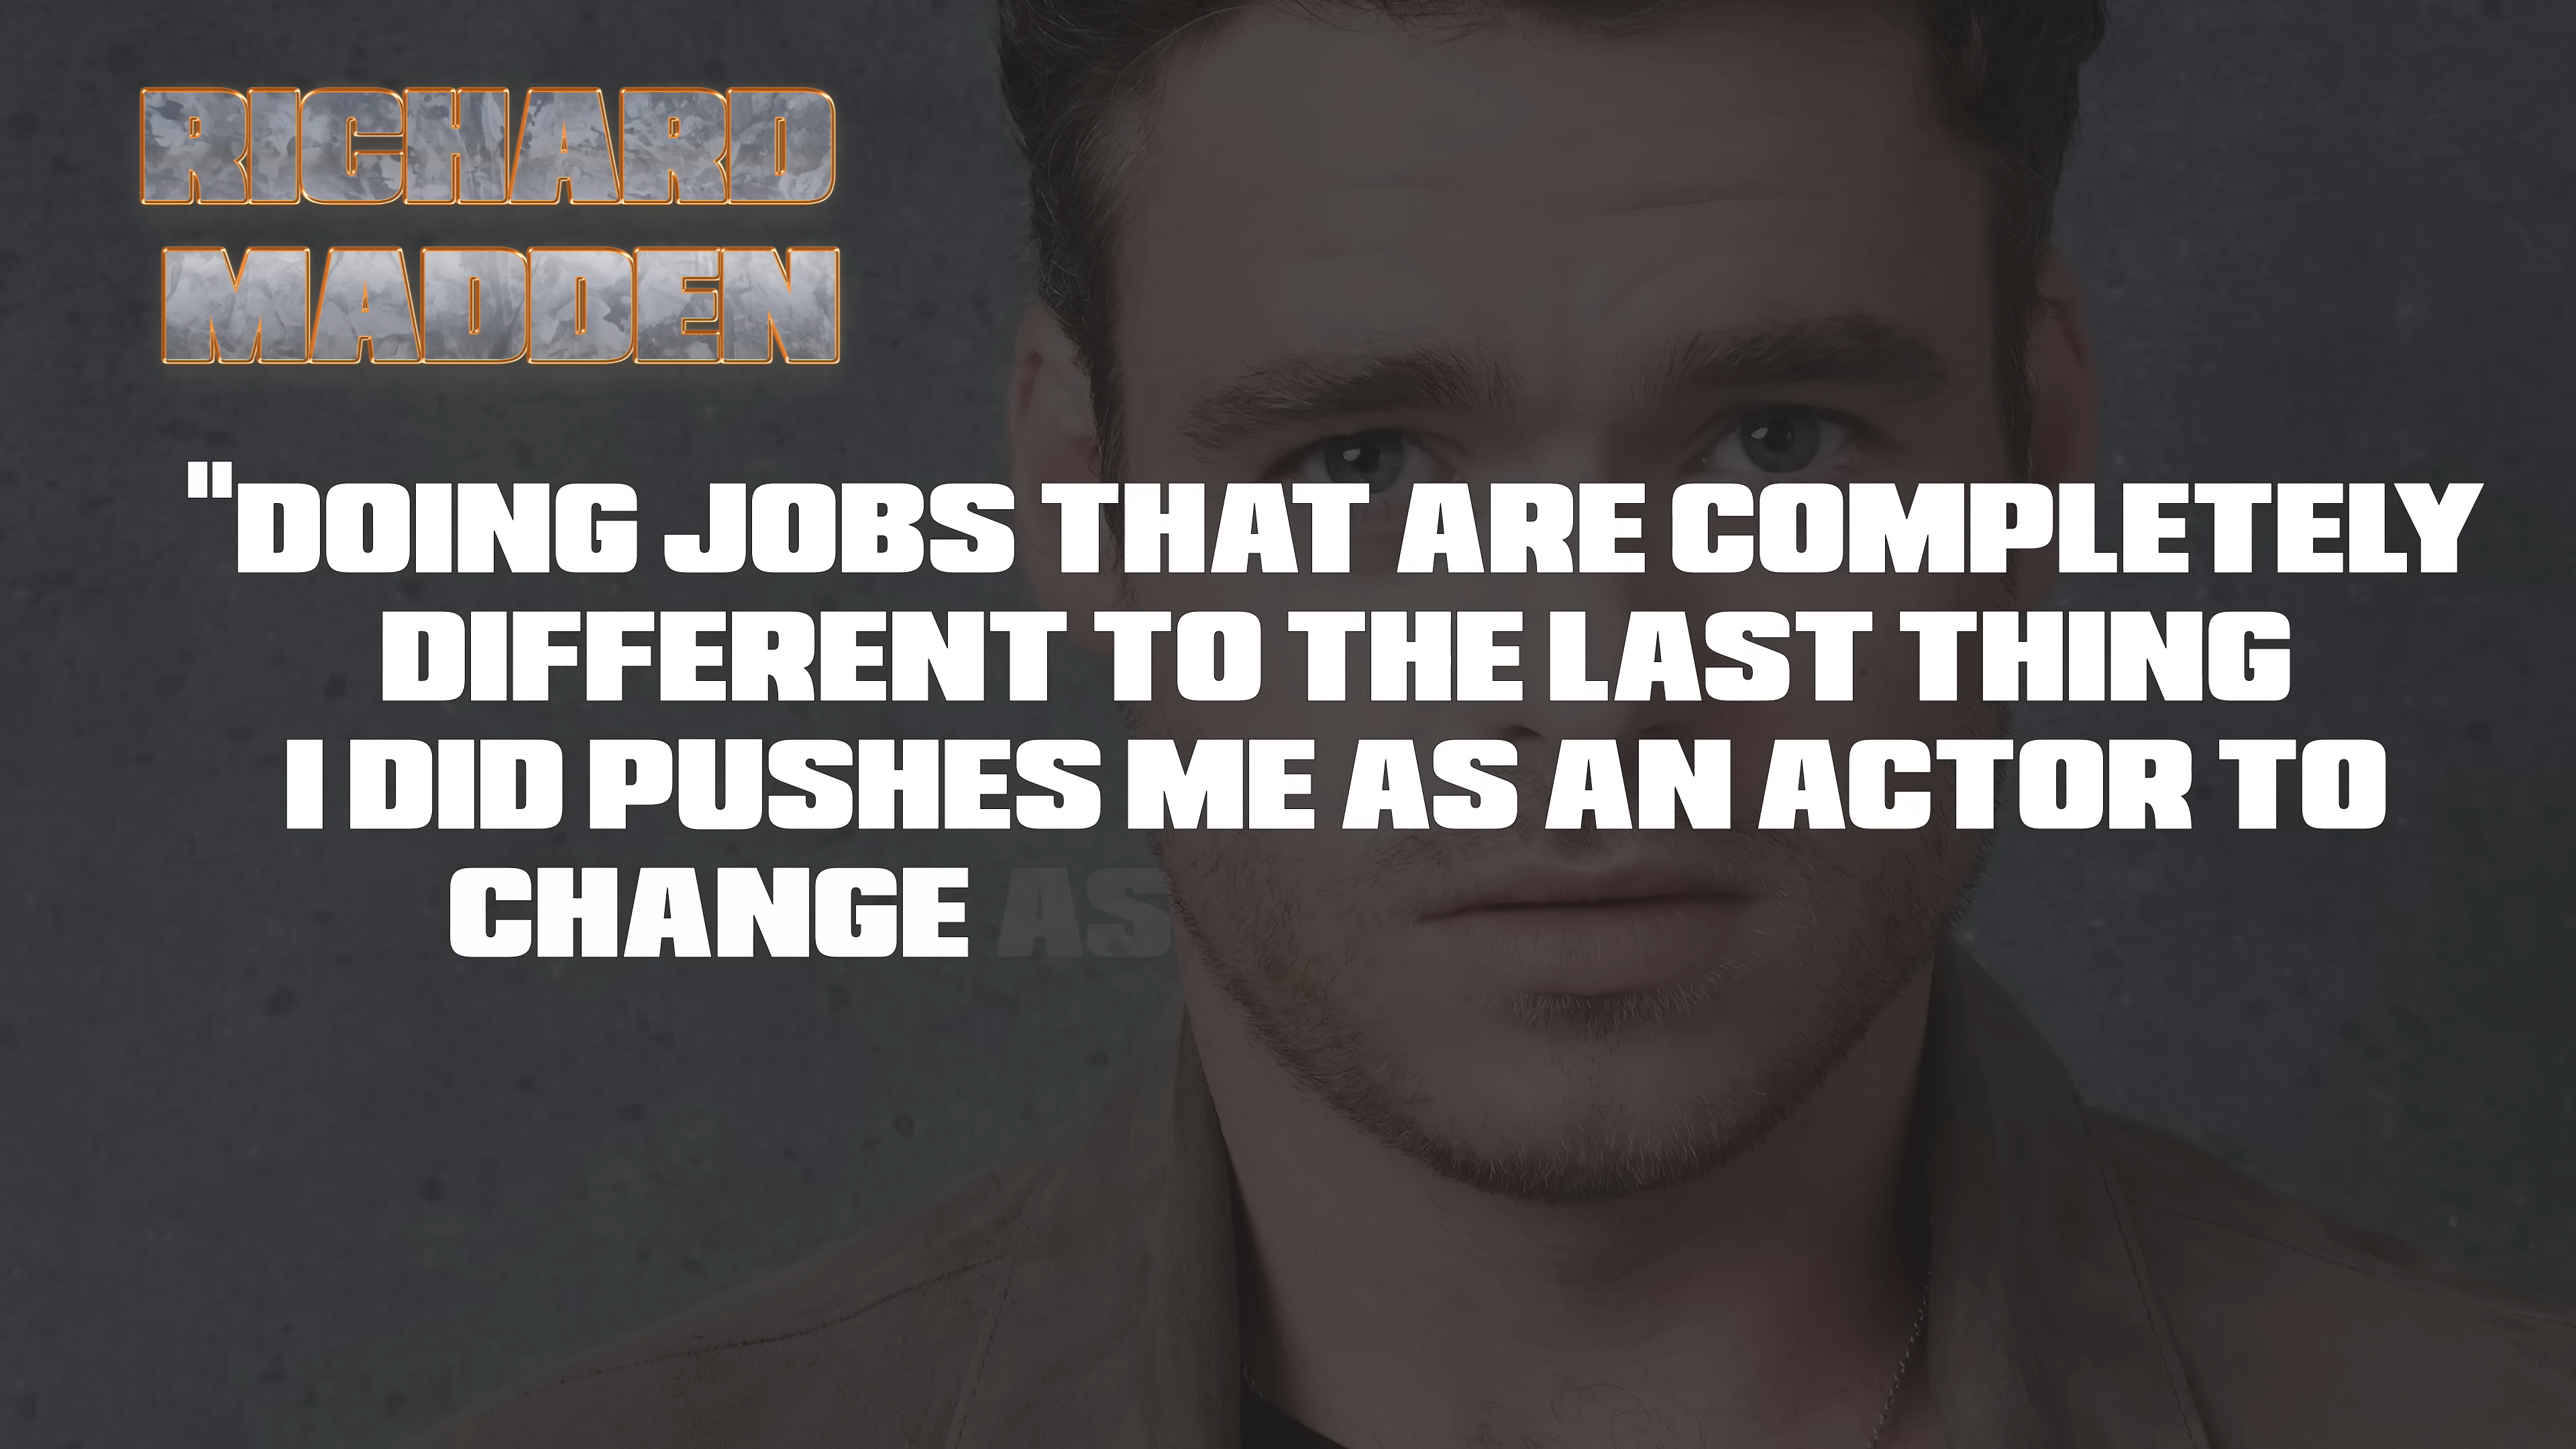 RICHARD
MADDEN
"DOING JOBS THAT ARE COMPLETELY
DIFFERENT TO THE LAST THING
I DID PUSHES ME AS AN ACTOR TO
CHANGE AS